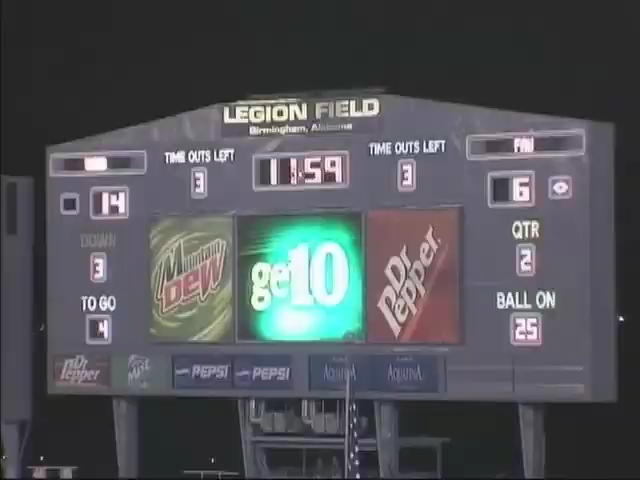 LEGION FIELD
Birmingham, Alabama
TIME OUTS LEFT
3
11:59
TIME OUTS LEFT
3
FAU
14
6
DOWN
3
QTR
2
TO GO
4
BALL ON
25
Mountain DEW
ge10
Dr Pepper
Dr Pepper
PEPSI
PEPSI
AQUAFINA
AQUAFINA